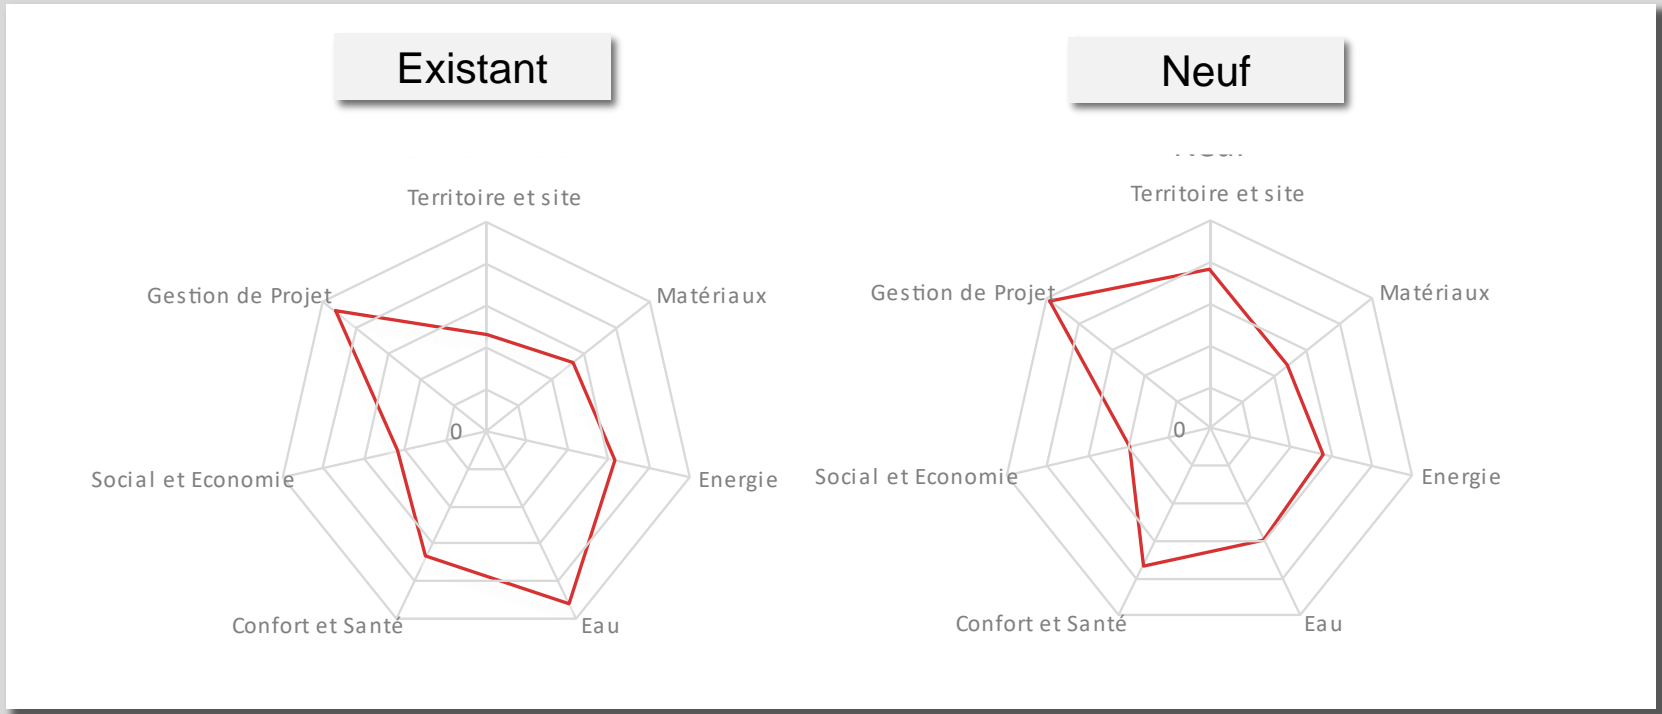 Existant
Neuf
Territoire et site
Matériaux
Energie
Eau
Confort et Santé
Social et Economie
Gestion de Projet
0
Territoire et site
Matériaux
Energie
Eau
Confort et Santé
Social et Economie
Gestion de Projet
0